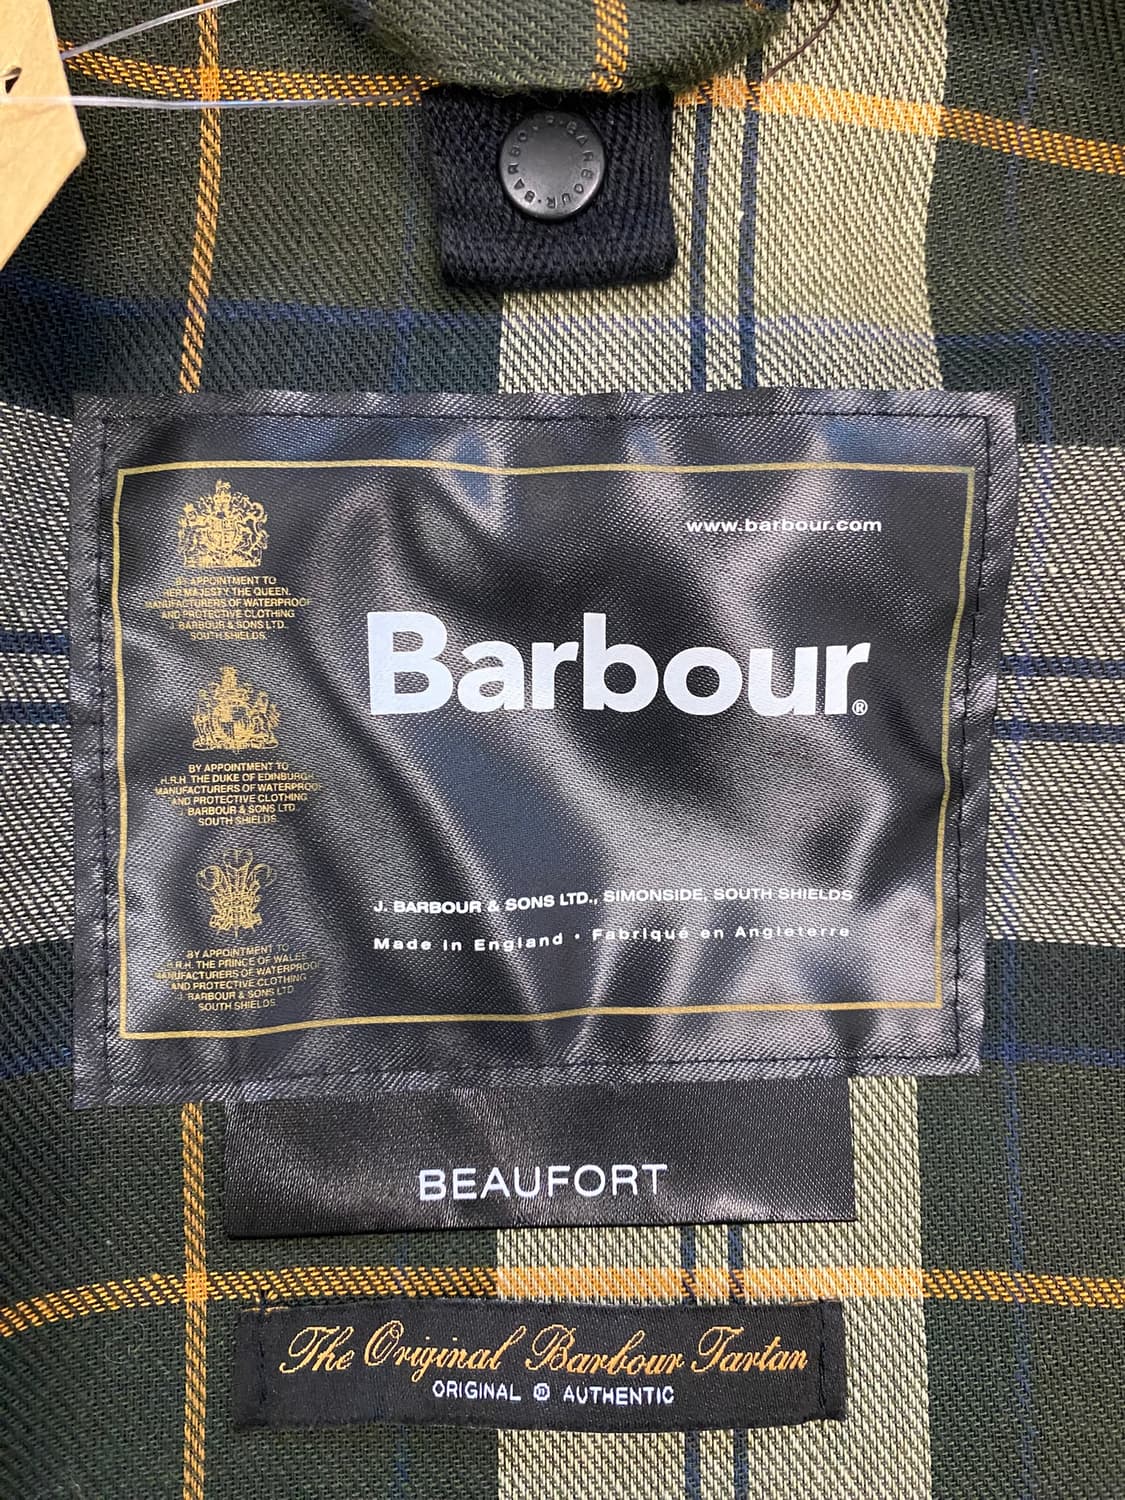 BARBOUR · BARBOUR ·
www.barbour.com
BY APPOINTMENT TO
HER MAJESTY THE QUEEN.
MANUFACTURERS OF WATERPROOF
AND PROTECTIVE CLOTHING
J. BARBOUR & SONS LTD.
SOUTH SHIELDS.
Barbour®
BY APPOINTMENT TO
H.R.H. THE DUKE OF EDINBURGH
MANUFACTURERS OF WATERPROOF
AND PROTECTIVE CLOTHING
J. BARBOUR & SONS LTD.
SOUTH SHIELDS.
J. BARBOUR & SONS LTD., SIMONSIDE, SOUTH SHIELDS
Made in England • Fabriqué en Angleterre
BY APPOINTMENT TO
H.R.H. THE PRINCE OF WALES
MANUFACTURERS OF WATERPROOF
AND PROTECTIVE CLOTHING
J. BARBOUR & SONS LTD
SOUTH SHIELDS.
BEAUFORT
The Original Barbour Tartan
ORIGINAL AUTHENTIC